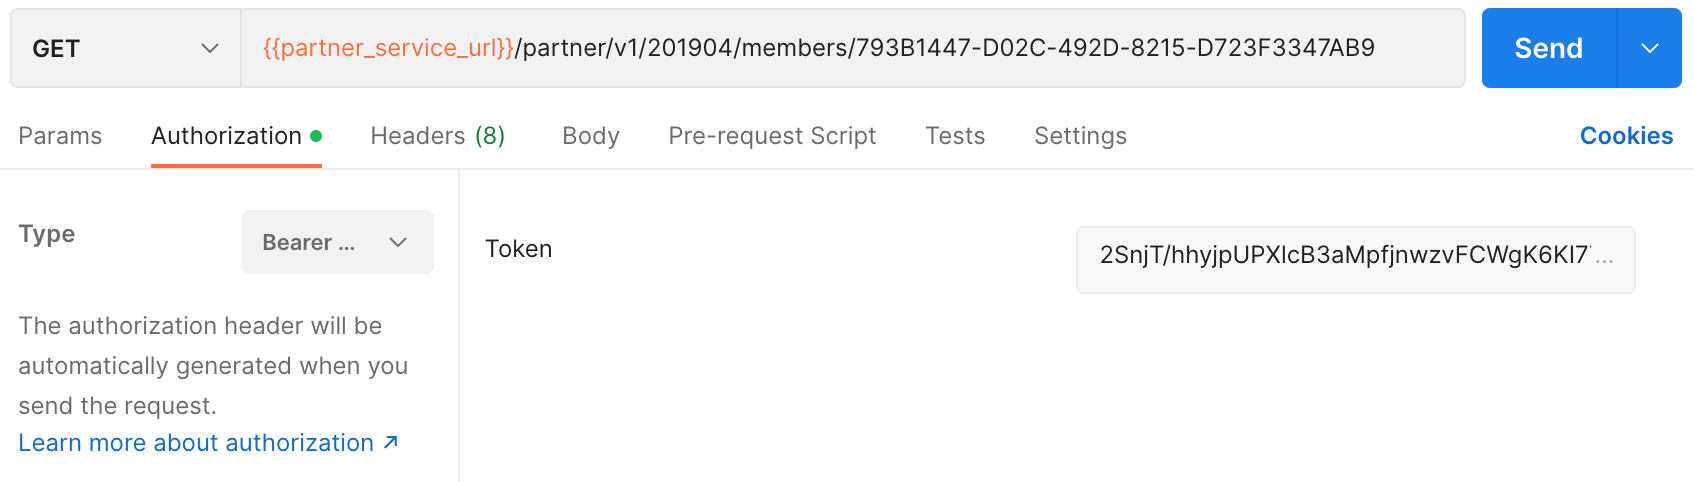 GET {{partner_service_url}}/partner/v1/201904/members/793B1447-D02C-492D-8215-D723F3347AB9 Send
Params Authorization Headers (8) Body Pre-request Script Tests Settings Cookies
Type Bearer ...
Token 2SnjT/hhyjpUPXlcB3aMpfjnwzvFCWgK6KI7...
The authorization header will be
automatically generated when you
send the request.
Learn more about authorization ↗